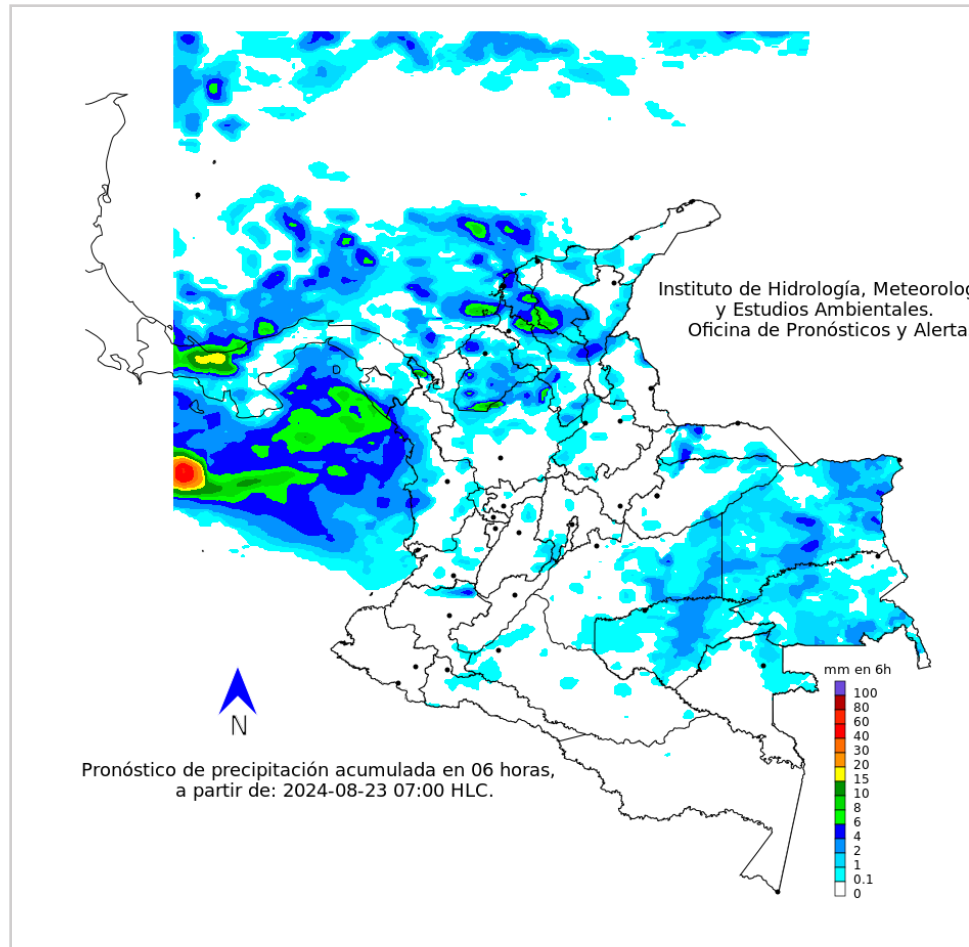 Instituto de Hidrología, Meteorolog
y Estudios Ambientales.
Oficina de Pronósticos y Alerta
mm en 6h
100
80
60
40
30
20
15
10
8
6
4
2
1
0.1
0
N
Pronóstico de precipitación acumulada en 06 horas,
a partir de: 2024-08-23 07:00 HLC.